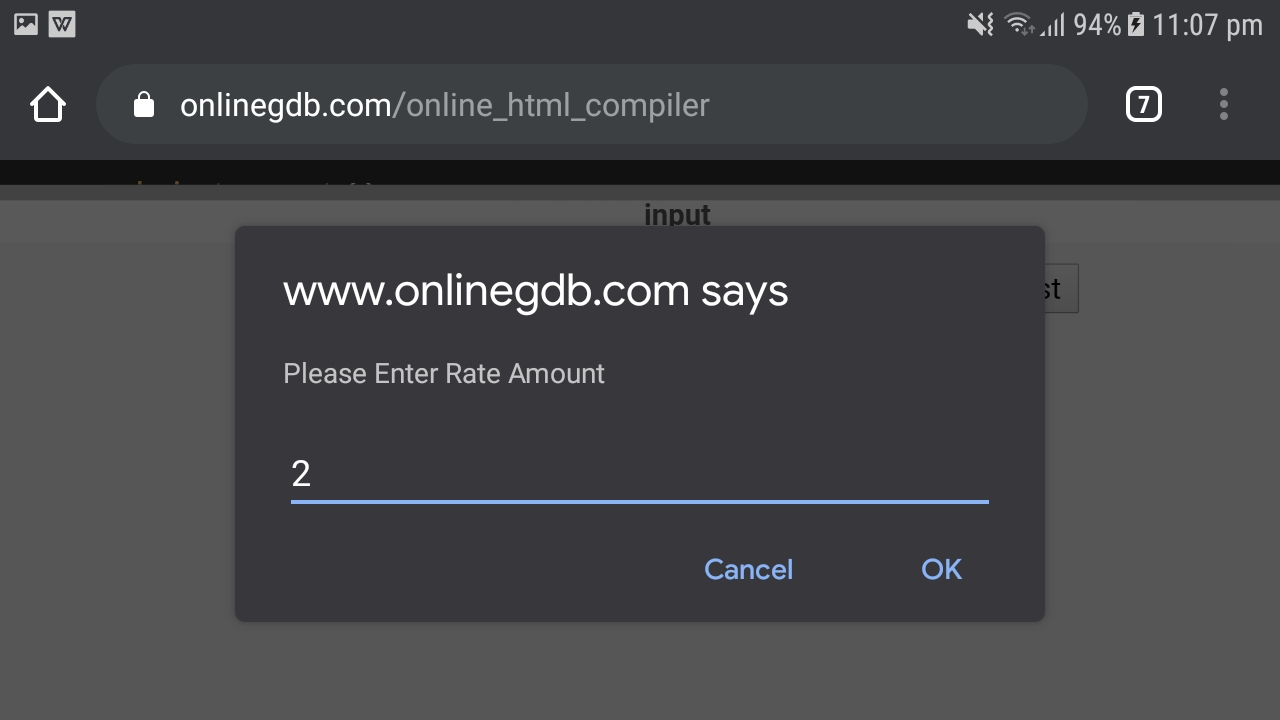 94% 11:07 pm
onlinegdb.com/online_html_compiler 7
input
www.onlinegdb.com says
st
Please Enter Rate Amount
2
Cancel OK